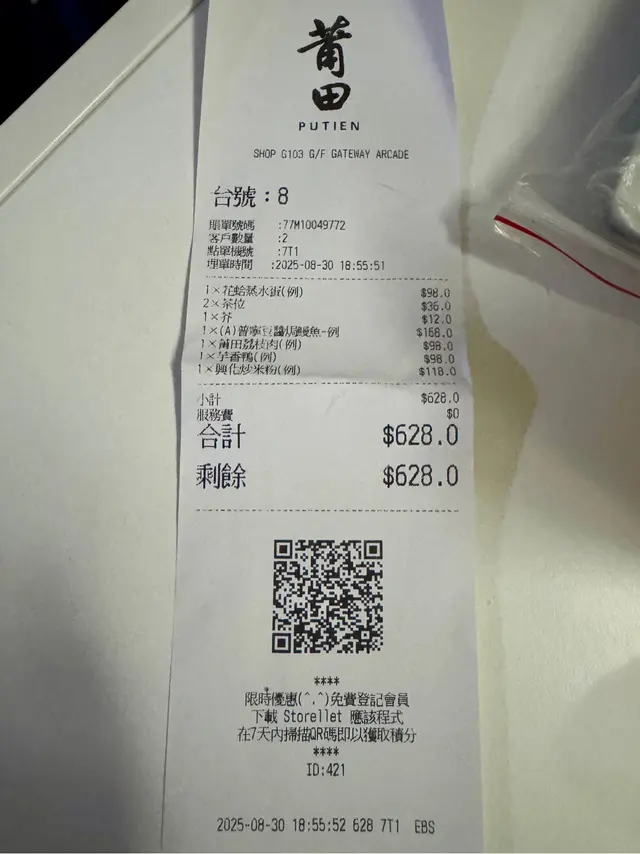 莆田
PUTIEN
SHOP G103 G/F GATEWAY ARCADE
台號：8
賬單號碼 :77M10049772
客戶數量 :2
點單機號 :7T1
埋單時間 :2025-08-30 18:55:51
1×花蛤蒸水蛋(例) $98.0
2×茶位 $36.0
1×芥 $12.0
1×(A)普寧豆醬焗鱔魚-例 $168.0
1×莆田荔枝肉(例) $98.0
1×芋香鴨(例) $98.0
1×興化炒米粉(例) $118.0
小計 $628.0
服務費 $0
合計 $628.0
剩餘 $628.0
****
限時優惠(^.^)免費登記會員
下載 Storellet 應該程式
在7天內掃描QR碼即以獲取積分
****
ID:421
2025-08-30 18:55:52 628 7T1 EBS